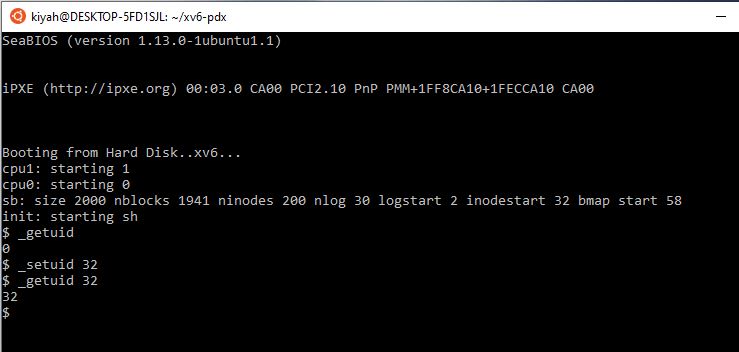 kiyah@DESKTOP-5FD1SJL: ~/xv6-pdx
SeaBIOS (version 1.13.0-1ubuntu1.1)
iPXE (http://ipxe.org) 00:03.0 CA00 PCI2.10 PnP PMM+1FF8CA10+1FECCA10 CA00
Booting from Hard Disk..xv6...
cpu1: starting 1
cpu0: starting 0
sb: size 2000 nblocks 1941 ninodes 200 nlog 30 logstart 2 inodestart 32 bmap start 58
init: starting sh
$ _getuid
0
$ _setuid 32
$ _getuid 32
32
$